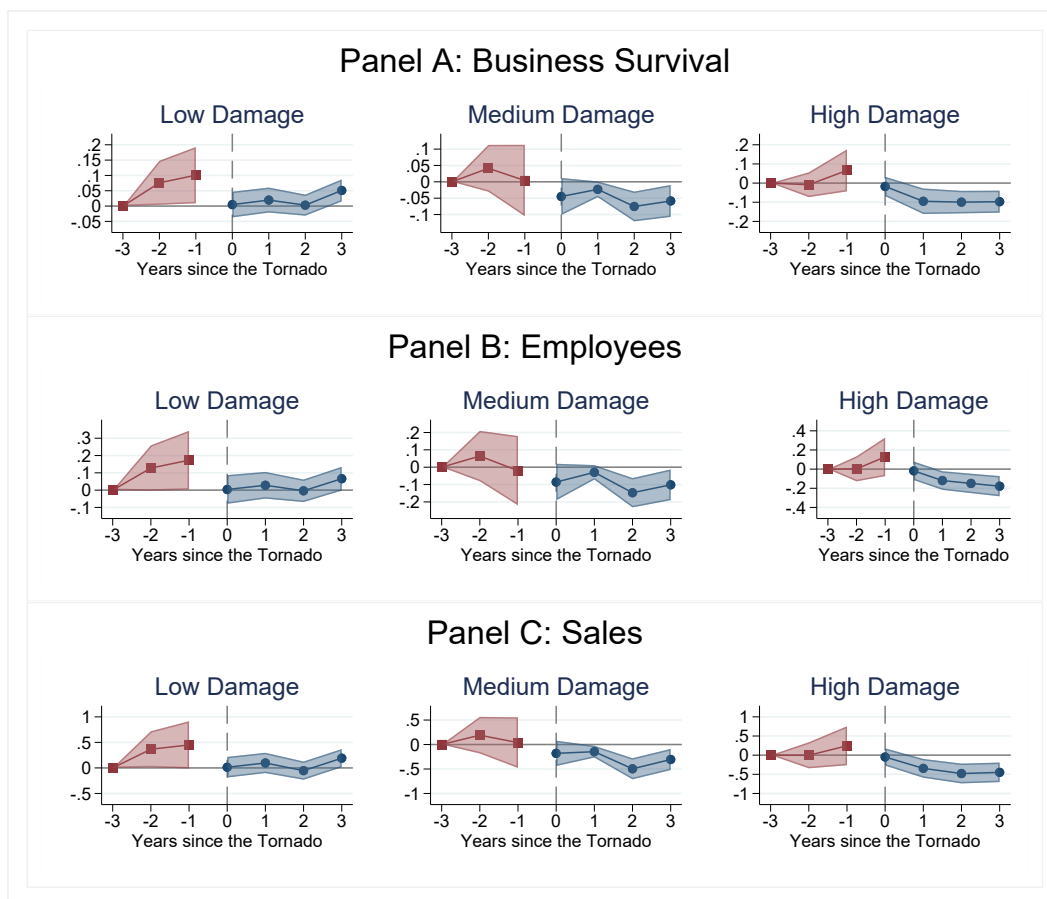 Panel A: Business Survival
Low Damage
.2
.15
.1
.05
0
-.05
-3 -2 -1 0 1 2 3
Years since the Tornado
Medium Damage
.1
.05
0
-.05
-.1
-3 -2 -1 0 1 2 3
Years since the Tornado
High Damage
.2
.1
0
-.1
-.2
-3 -2 -1 0 1 2 3
Years since the Tornado
Panel B: Employees
Low Damage
.3
.2
.1
0
-.1
-3 -2 -1 0 1 2 3
Years since the Tornado
Medium Damage
.2
.1
0
-.1
-.2
-3 -2 -1 0 1 2 3
Years since the Tornado
High Damage
.4
.2
0
-.2
-.4
-3 -2 -1 0 1 2 3
Years since the Tornado
Panel C: Sales
Low Damage
1
.5
0
-.5
-3 -2 -1 0 1 2 3
Years since the Tornado
Medium Damage
.5
0
-.5
-1
-3 -2 -1 0 1 2 3
Years since the Tornado
High Damage
1
.5
0
-.5
-1
-3 -2 -1 0 1 2 3
Years since the Tornado